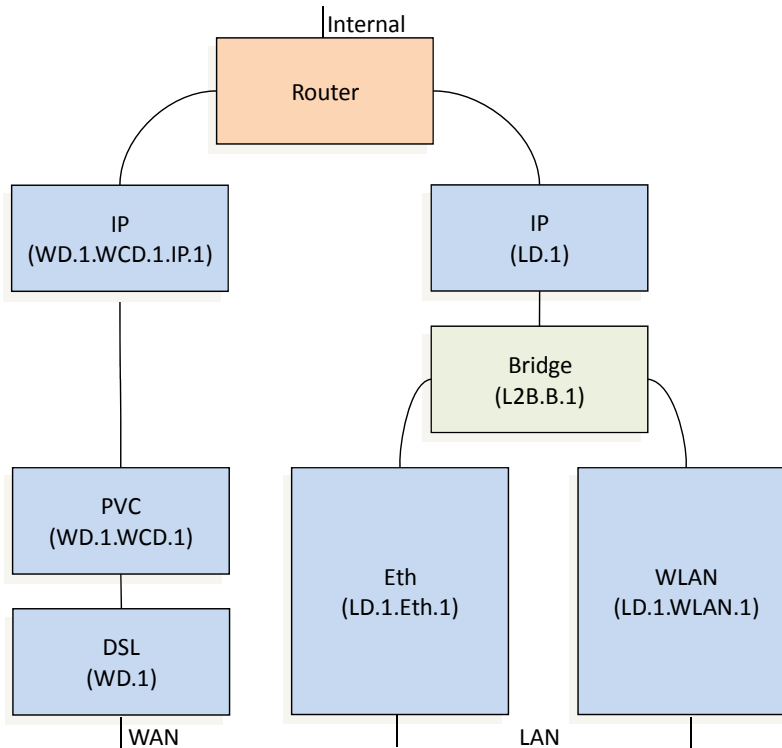 Internal
Router
IP
(WD.1.WCD.1.IP.1)
IP
(LD.1)
Bridge
(L2B.B.1)
PVC
(WD.1.WCD.1)
Eth
(LD.1.Eth.1)
WLAN
(LD.1.WLAN.1)
DSL
(WD.1)
WAN
LAN